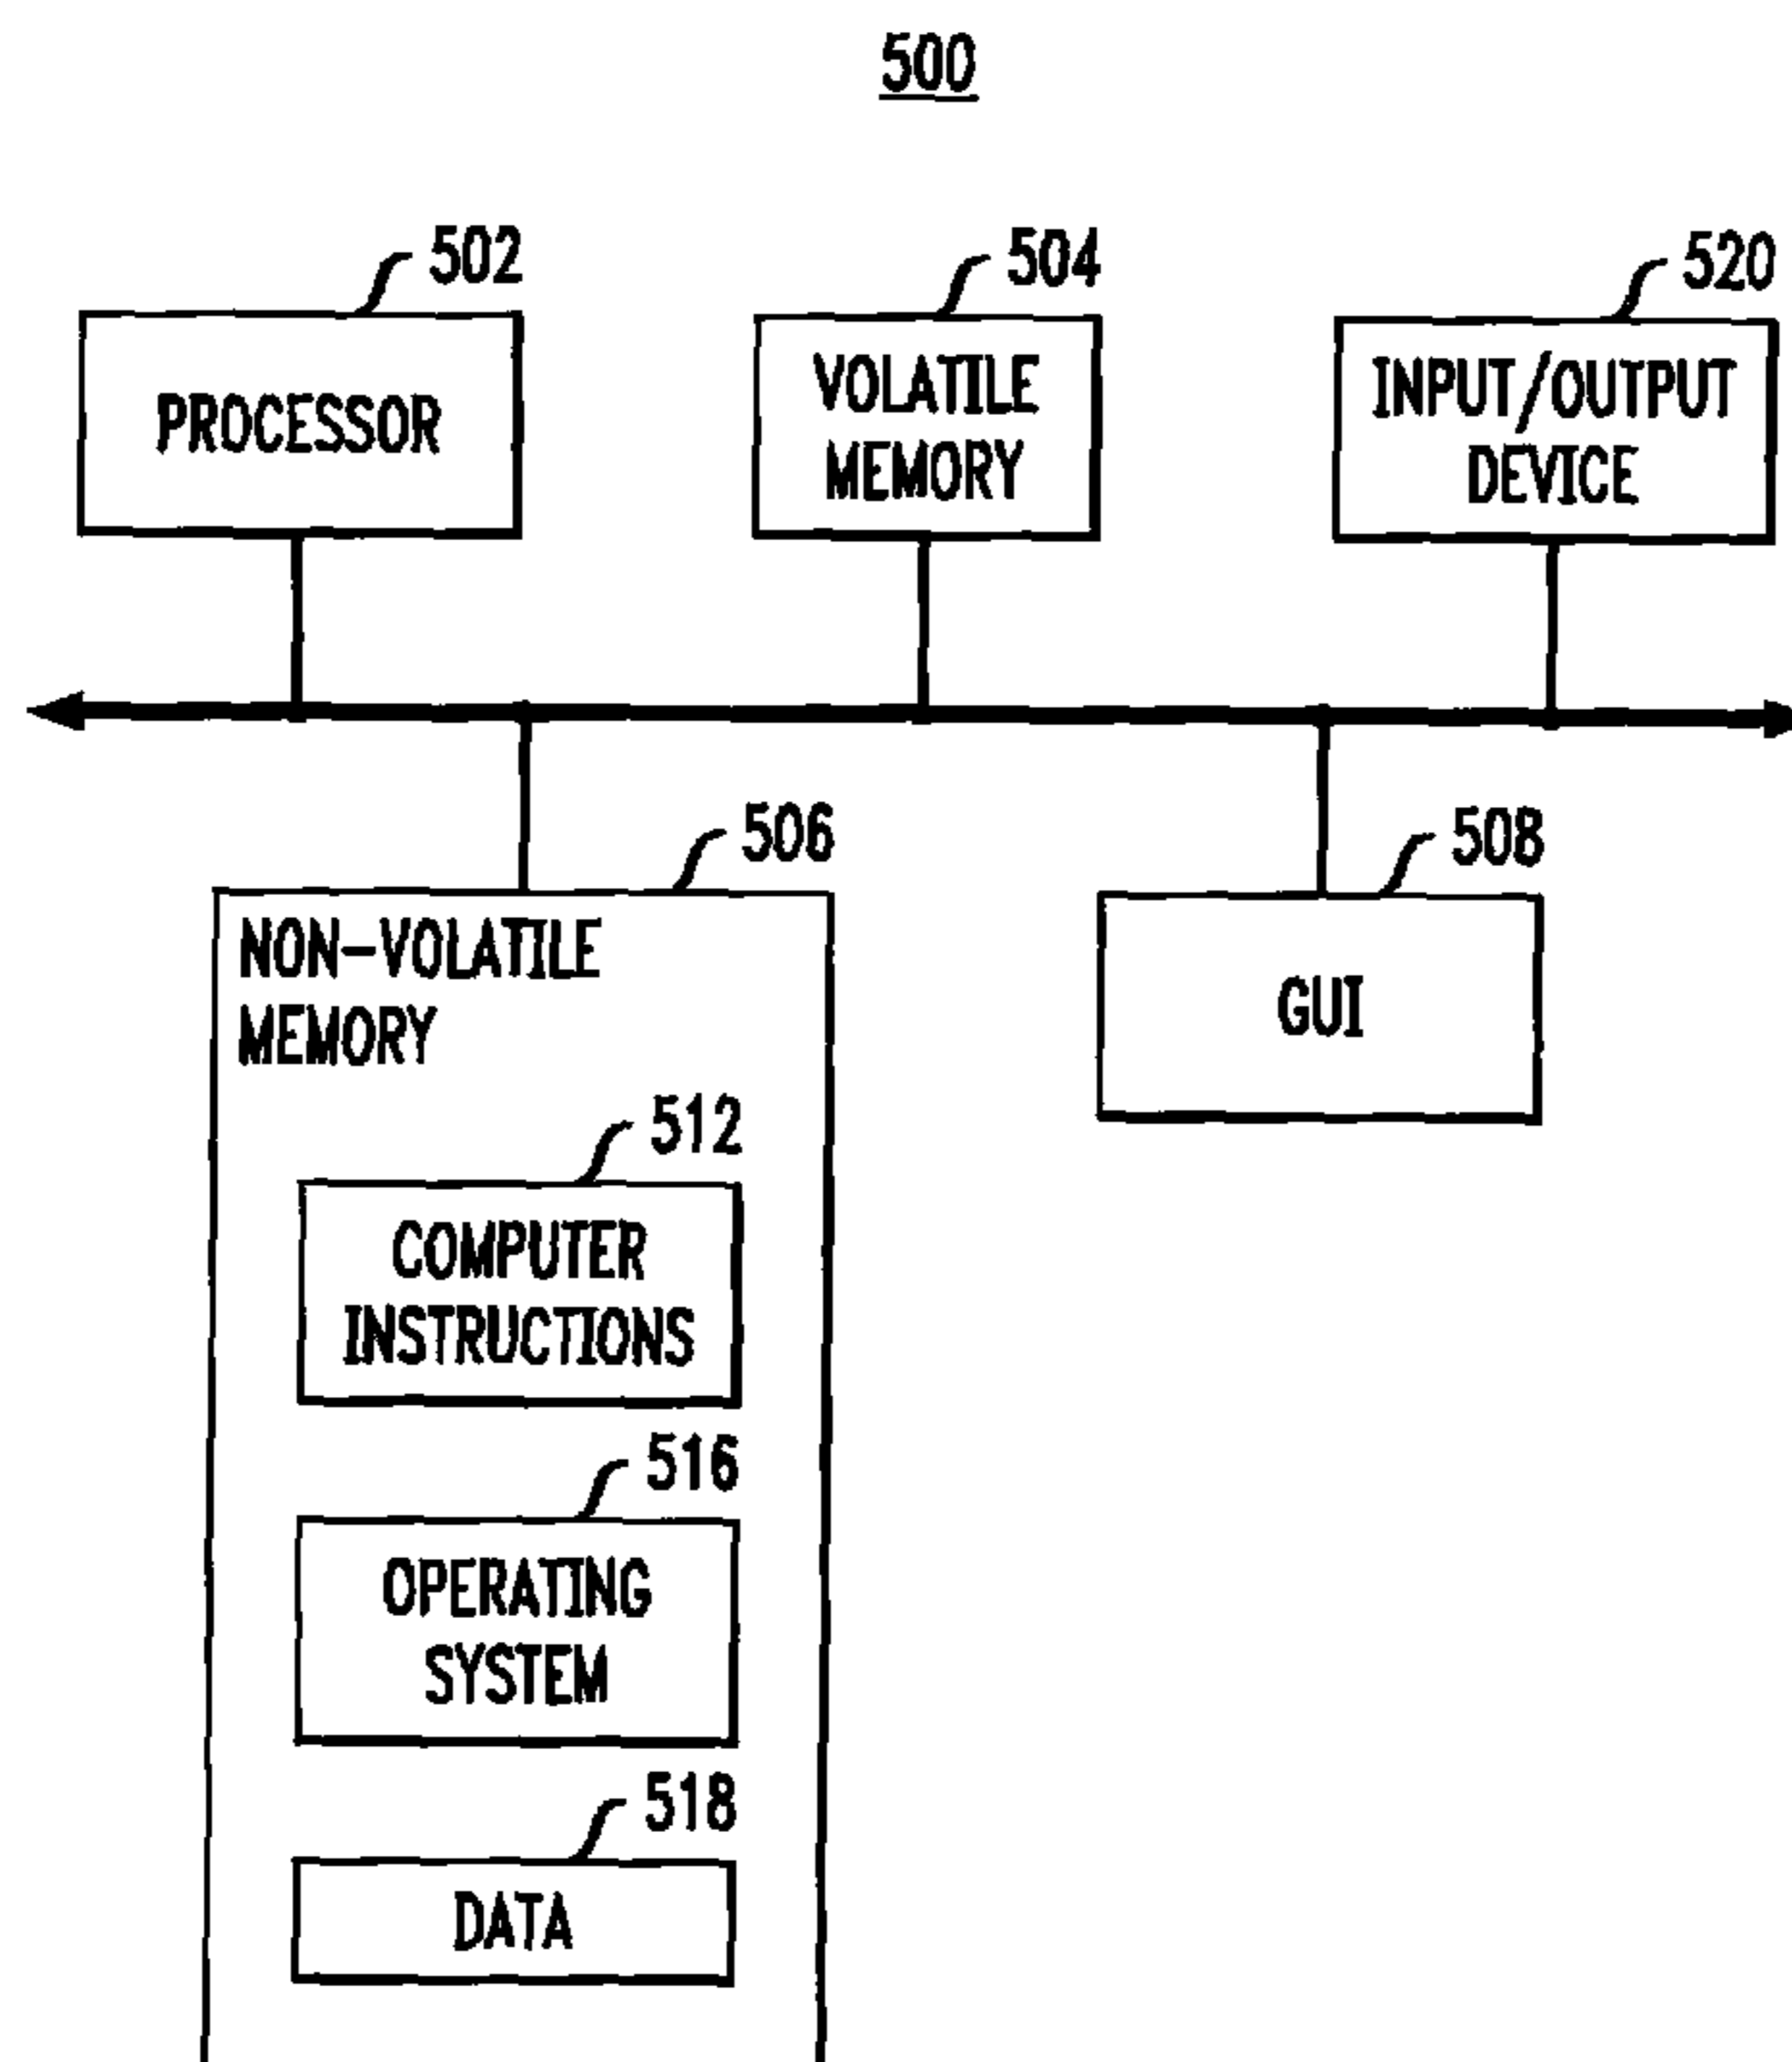 500
502
504
520
PROCESSOR
VOLATILE
MEMORY
INPUT/OUTPUT
DEVICE
506
508
NON-VOLATILE
MEMORY
GUI
512
COMPUTER
INSTRUCTIONS
516
OPERATING
SYSTEM
518
DATA